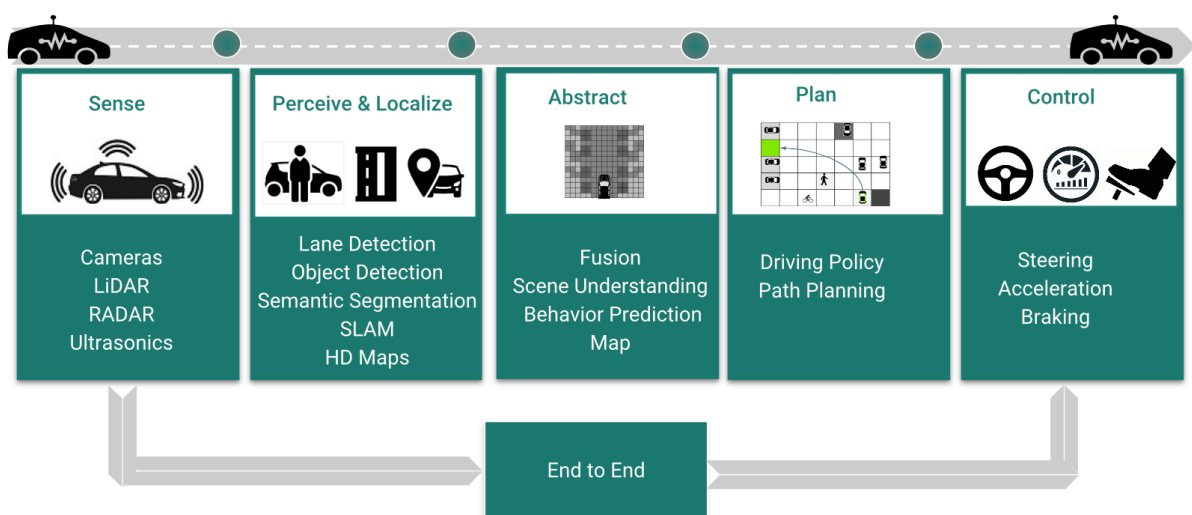 Sense
Cameras
LiDAR
RADAR
Ultrasonics
Perceive & Localize
Lane Detection
Object Detection
Semantic Segmentation
SLAM
HD Maps
Abstract
Fusion
Scene Understanding
Behavior Prediction
Map
Plan
Driving Policy
Path Planning
Control
Steering
Acceleration
Braking
End to End